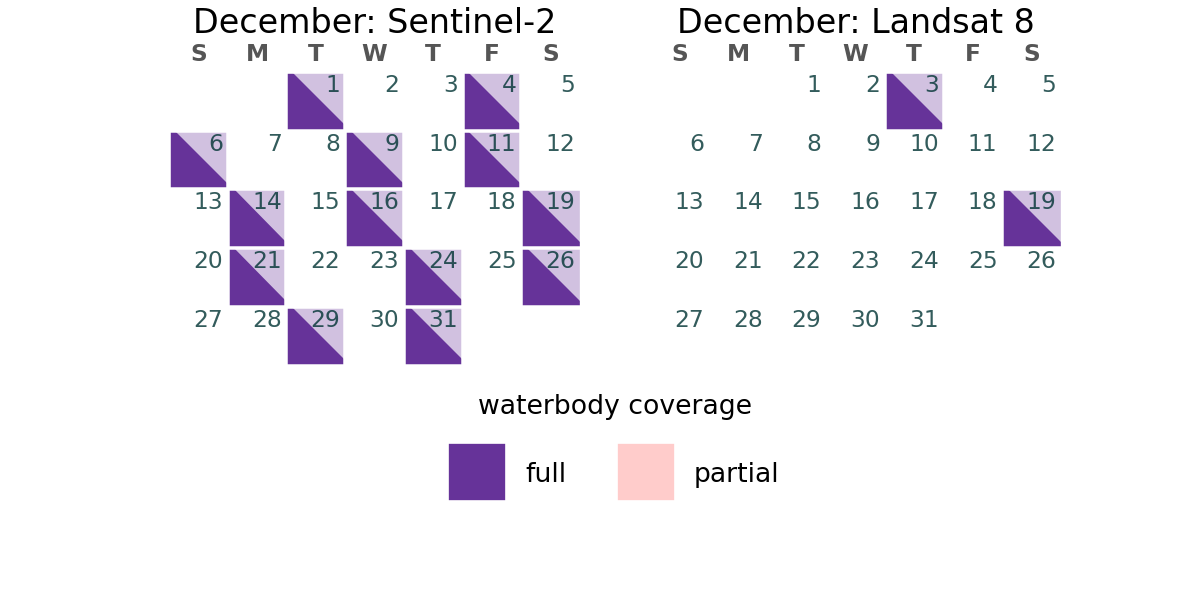 December: Sentinel-2
S M T W T F S
1 2 3 4 5
6 7 8 9 10 11 12
13 14 15 16 17 18 19
20 21 22 23 24 25 26
27 28 29 30 31
December: Landsat 8
S M T W T F S
1 2 3 4 5
6 7 8 9 10 11 12
13 14 15 16 17 18 19
20 21 22 23 24 25 26
27 28 29 30 31
waterbody coverage
full partial